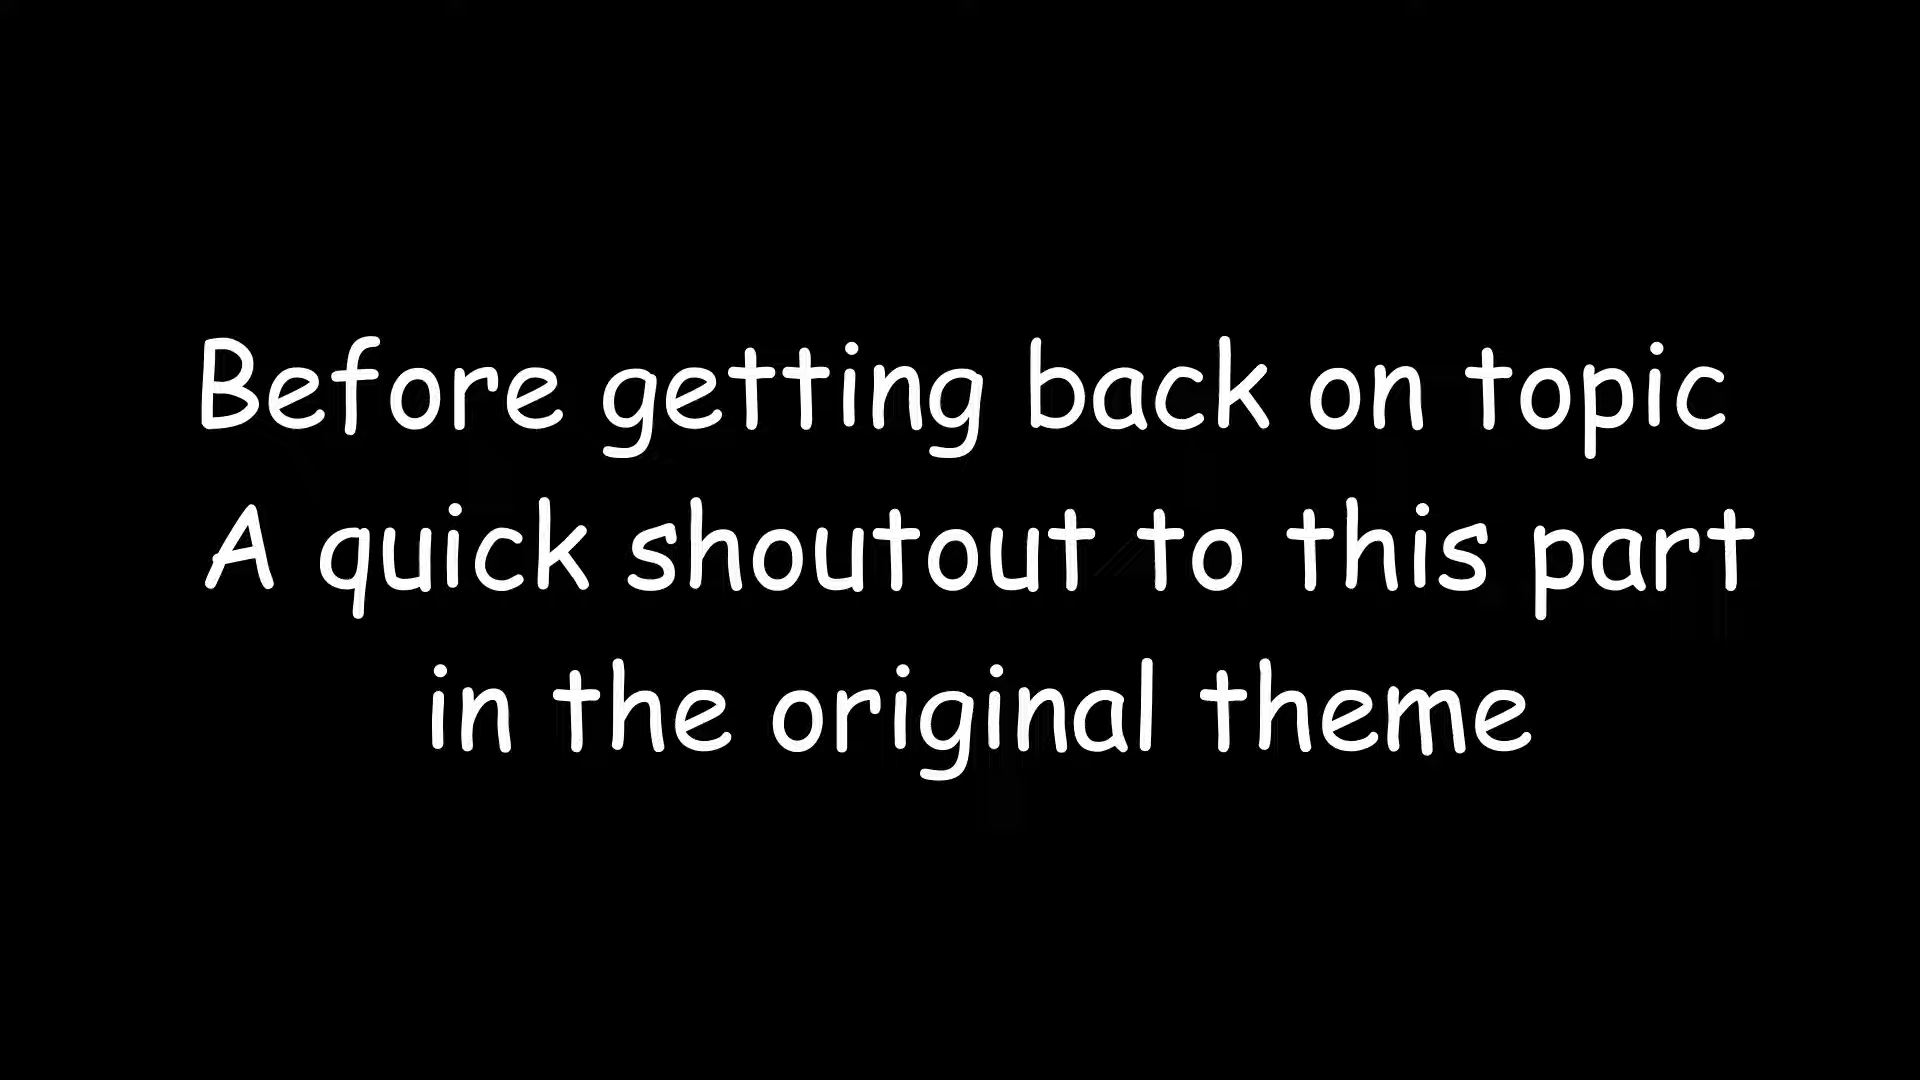 Before getting back on topic
A quick shoutout to this part
in the original theme